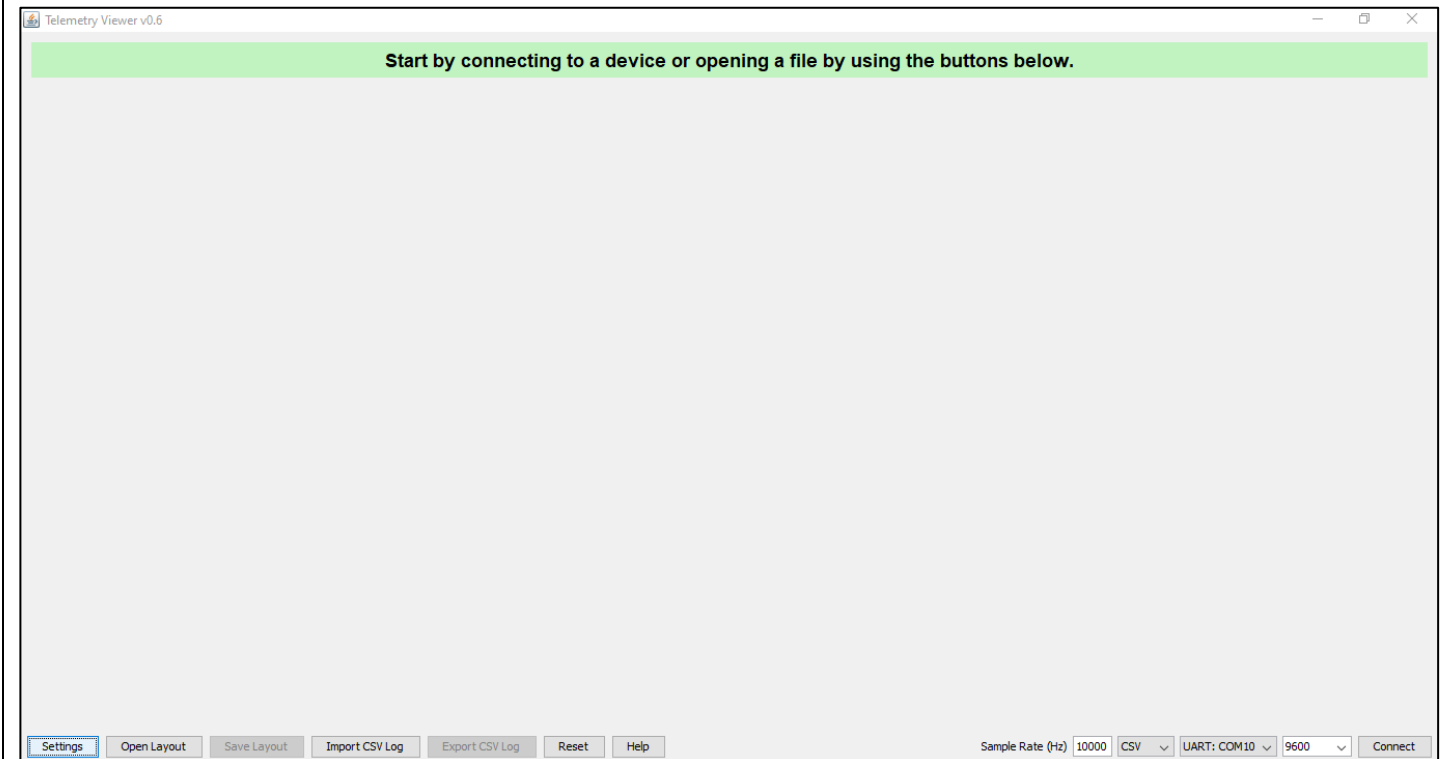 Telemetry Viewer v0.6
Start by connecting to a device or opening a file by using the buttons below.
Settings Open Layout Save Layout Import CSV Log Export CSV Log Reset Help Sample Rate (Hz) 10000 CSV UART: COM10 9600 Connect